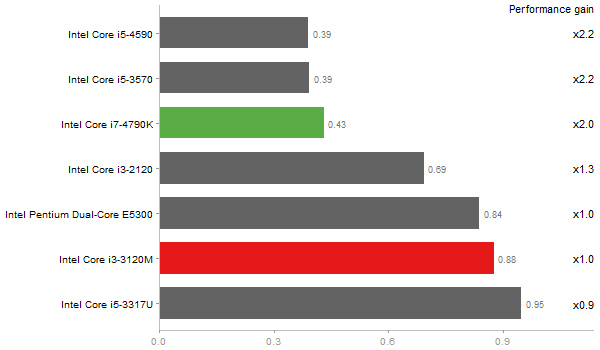 Performance gain
Intel Core i5-4590 0.39 x2.2
Intel Core i5-3570 0.39 x2.2
Intel Core i7-4790K 0.43 x2.0
Intel Core i3-2120 0.69 x1.3
Intel Pentium Dual-Core E5300 0.84 x1.0
Intel Core i3-3120M 0.88 x1.0
Intel Core i5-3317U 0.95 x0.9
0.0 0.3 0.6 0.9